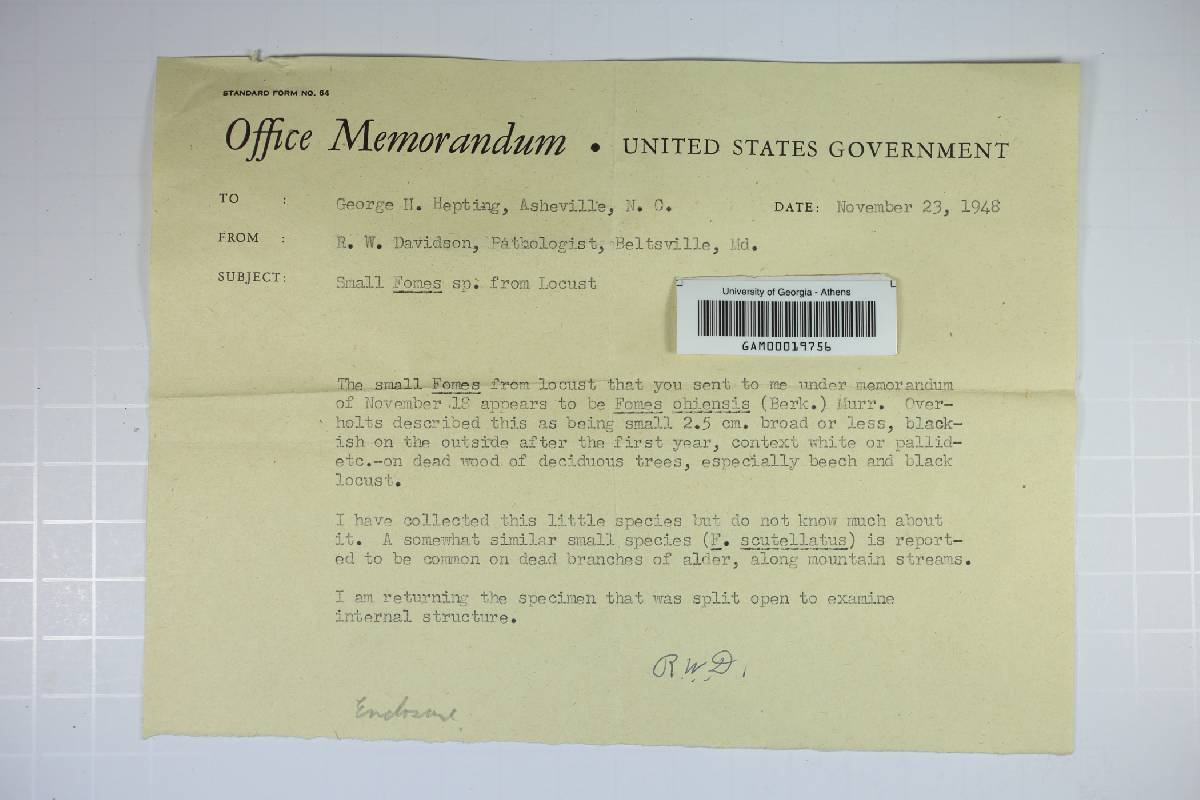 STANDARD FORM NO. 64
Office Memorandum • UNITED STATES GOVERNMENT
TO : George H. Hepting, Asheville, N. C. DATE: November 23, 1948
FROM : R. W. Davidson, Pathologist, Beltsville, Md.
SUBJECT: Small Fomes sp. from Locust
University of Georgia - Athens
GAM00019756
The small Fomes from locust that you sent to me under memorandum
of November 18 appears to be Fomes ohiensis (Berk.) Murr. Over-
holts described this as being small 2.5 cm. broad or less, black-
ish on the outside after the first year, context white or pallid-
etc.-on dead wood of deciduous trees, especially beech and black
locust.
I have collected this little species but do not know much about
it. A somewhat similar small species (F. scutellatus) is report-
ed to be common on dead branches of alder, along mountain streams.
I am returning the specimen that was split open to examine
internal structure.
R.W.D.
Enclosure